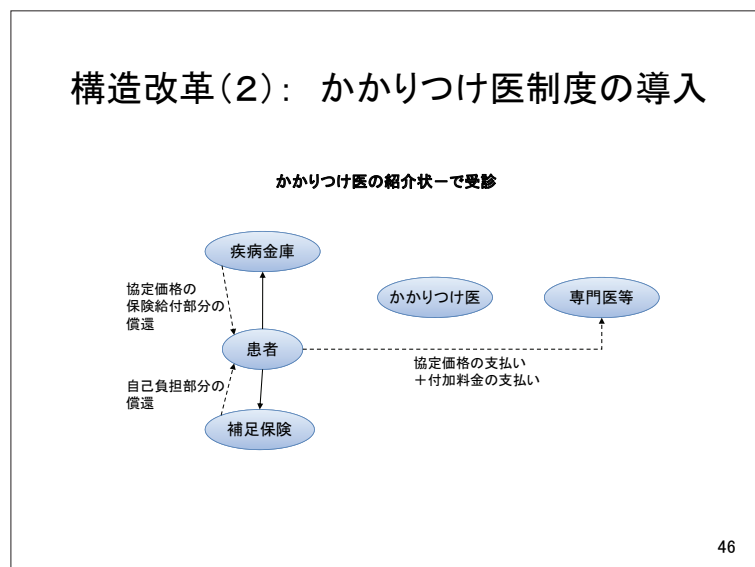 構造改革(2): かかりつけ医制度の導入
かかりつけ医の紹介状ーで受診
疾病金庫
協定価格の
保険給付部分の
償還
かかりつけ医
専門医等
患者
協定価格の支払い
+付加料金の支払い
自己負担部分の
償還
補足保険
46